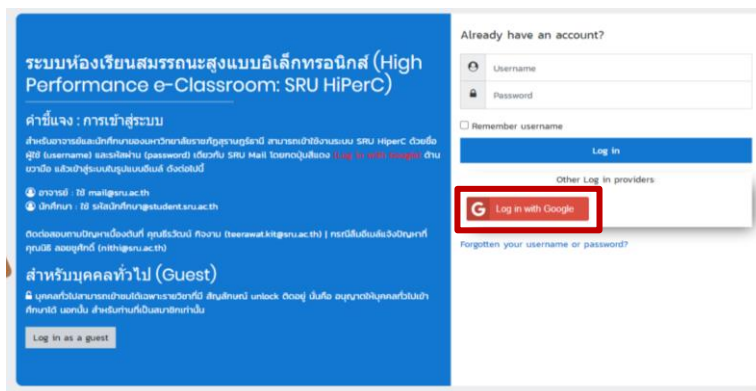 ระบบห้องเรียนสมรรถนะสูงแบบอิเล็กทรอนิกส์ (High
Performance e-Classroom: SRU HiPerC)
คำชี้แจง : การเข้าสู่ระบบ
สำหรับอาจารย์และนักศึกษาของมหาวิทยาลัยราชภัฏสุราษฎร์ธานี สามารถเข้าใช้งานระบบ SRU HiperC ด้วยชื่อ
ผู้ใช้ (username) และรหัสผ่าน (password) เดียวกับ SRU Mail โดยกดปุ่มสีแดง (Log in with Google) ด้าน
ขวามือ แล้วเข้าสู่ระบบในรูปแบบอีเมล์ ดังต่อไปนี้
อาจารย์ : ใช้ mail@sru.ac.th
นักศึกษา : ใช้ รหัสนักศึกษา@student.sru.ac.th
ติดต่อสอบถามปัญหาเบื้องต้นที่ คุณธีรวัฒน์ กิจงาม (teerawat.kit@sru.ac.th) | กรณีลืมอีเมล์แจ้งปัญหาที่
คุณนิธิ ลอยชูศักดิ์ (nithi@sru.ac.th)
สำหรับบุคคลทั่วไป (Guest)
บุคคลทั่วไปสามารถเข้าชมได้เฉพาะรายวิชาที่มี สัญลักษณ์ unlock ติดอยู่ นั่นคือ อนุญาตให้บุคคลทั่วไปเข้า
ศึกษาได้ นอกนั้น สำหรับท่านที่เป็นสมาชิกเท่านั้น
Log in as a guest
Already have an account?
Username
Password
Remember username
Log in
Other Log in providers
G Log in with Google
Forgotten your username or password?